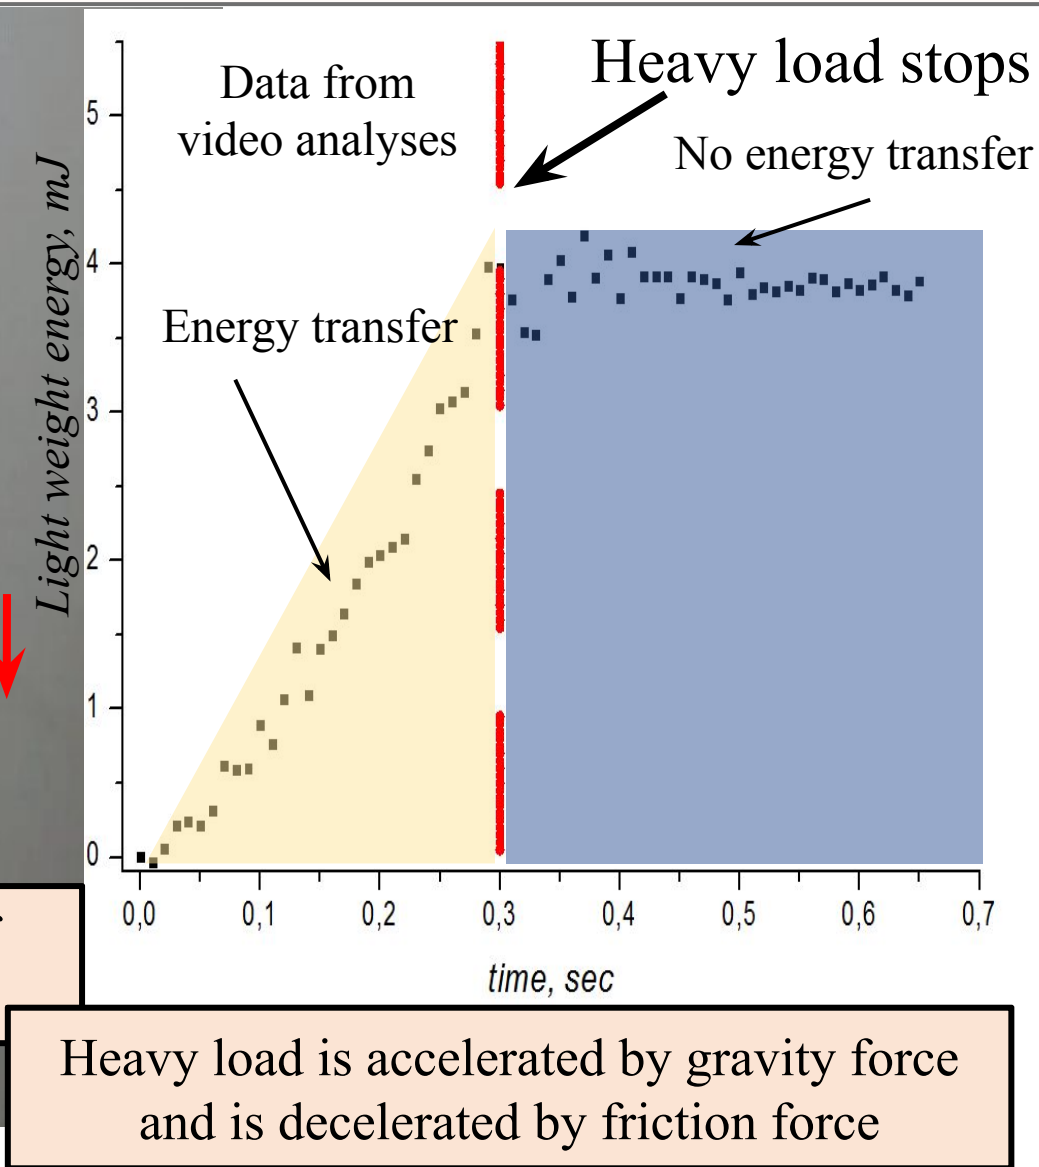 Data from
video analyses
Heavy load stops
No energy transfer
Energy transfer
Light weight energy, mJ
5
4
3
2
1
0
0,0 0,1 0,2 0,3 0,4 0,5 0,6 0,7
time, sec
Heavy load is accelerated by gravity force
and is decelerated by friction force